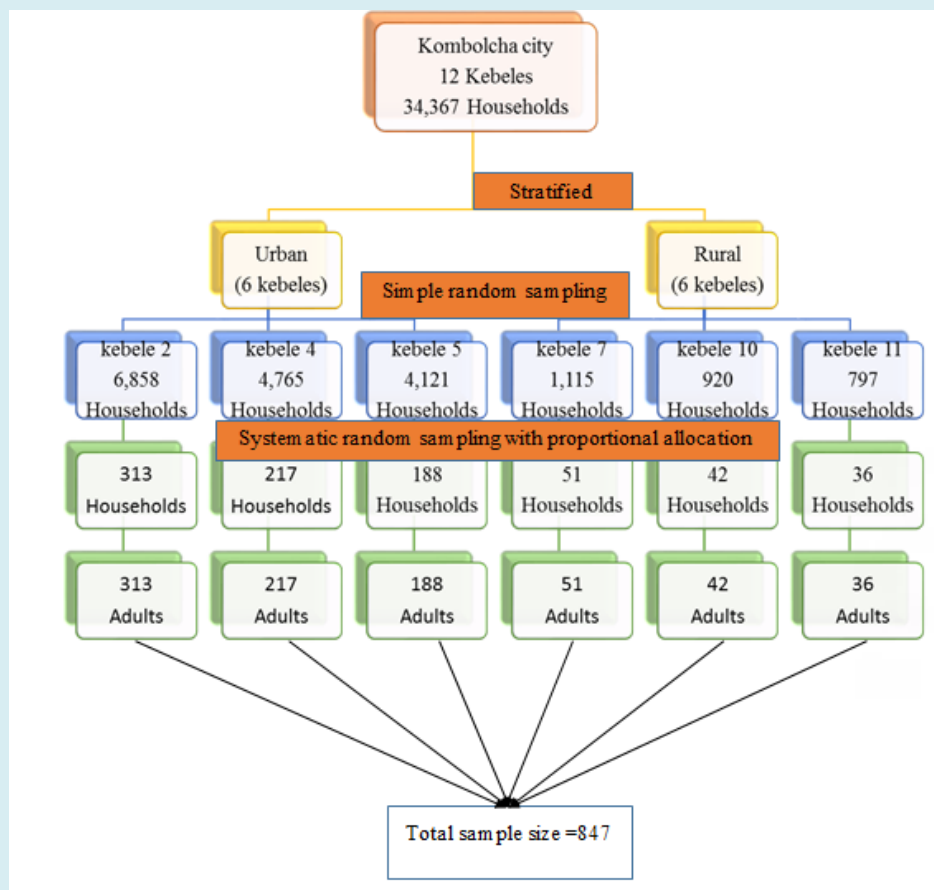 Kombolcha city
12 Kebeles
34,367 Households
Stratified
Urban
(6 kebeles)
Rural
(6 kebeles)
Simple random sampling
kebele 2
6,858
Households
kebele 4
4,765
Households
kebele 5
4,121
Households
kebele 7
1,115
Households
kebele 10
920
Households
kebele 11
797
Households
Systematic random sampling with proportional allocation
313
Households
217
Households
188
Households
51
Households
42
Households
36
Households
313
Adults
217
Adults
188
Adults
51
Adults
42
Adults
36
Adults
Total sample size =847